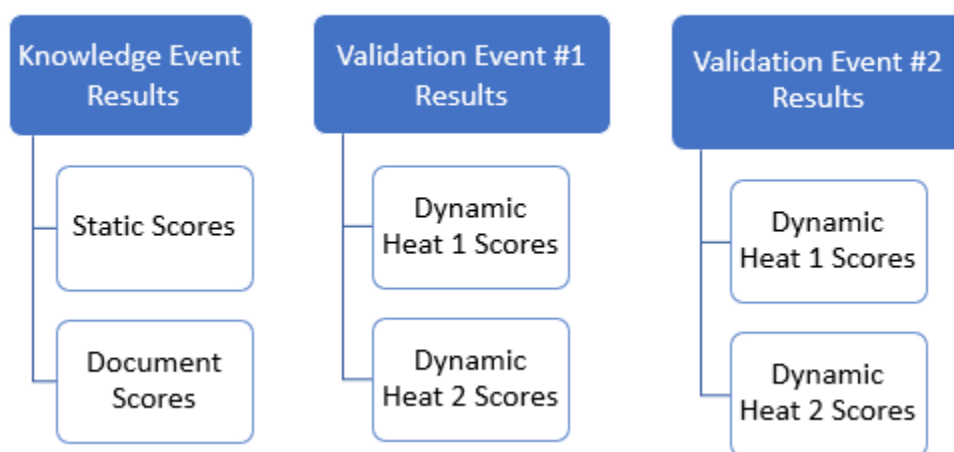 Knowledge Event
Results
Static Scores
Document
Scores
Validation Event #1
Results
Dynamic
Heat 1 Scores
Dynamic
Heat 2 Scores
Validation Event #2
Results
Dynamic
Heat 1 Scores
Dynamic
Heat 2 Scores